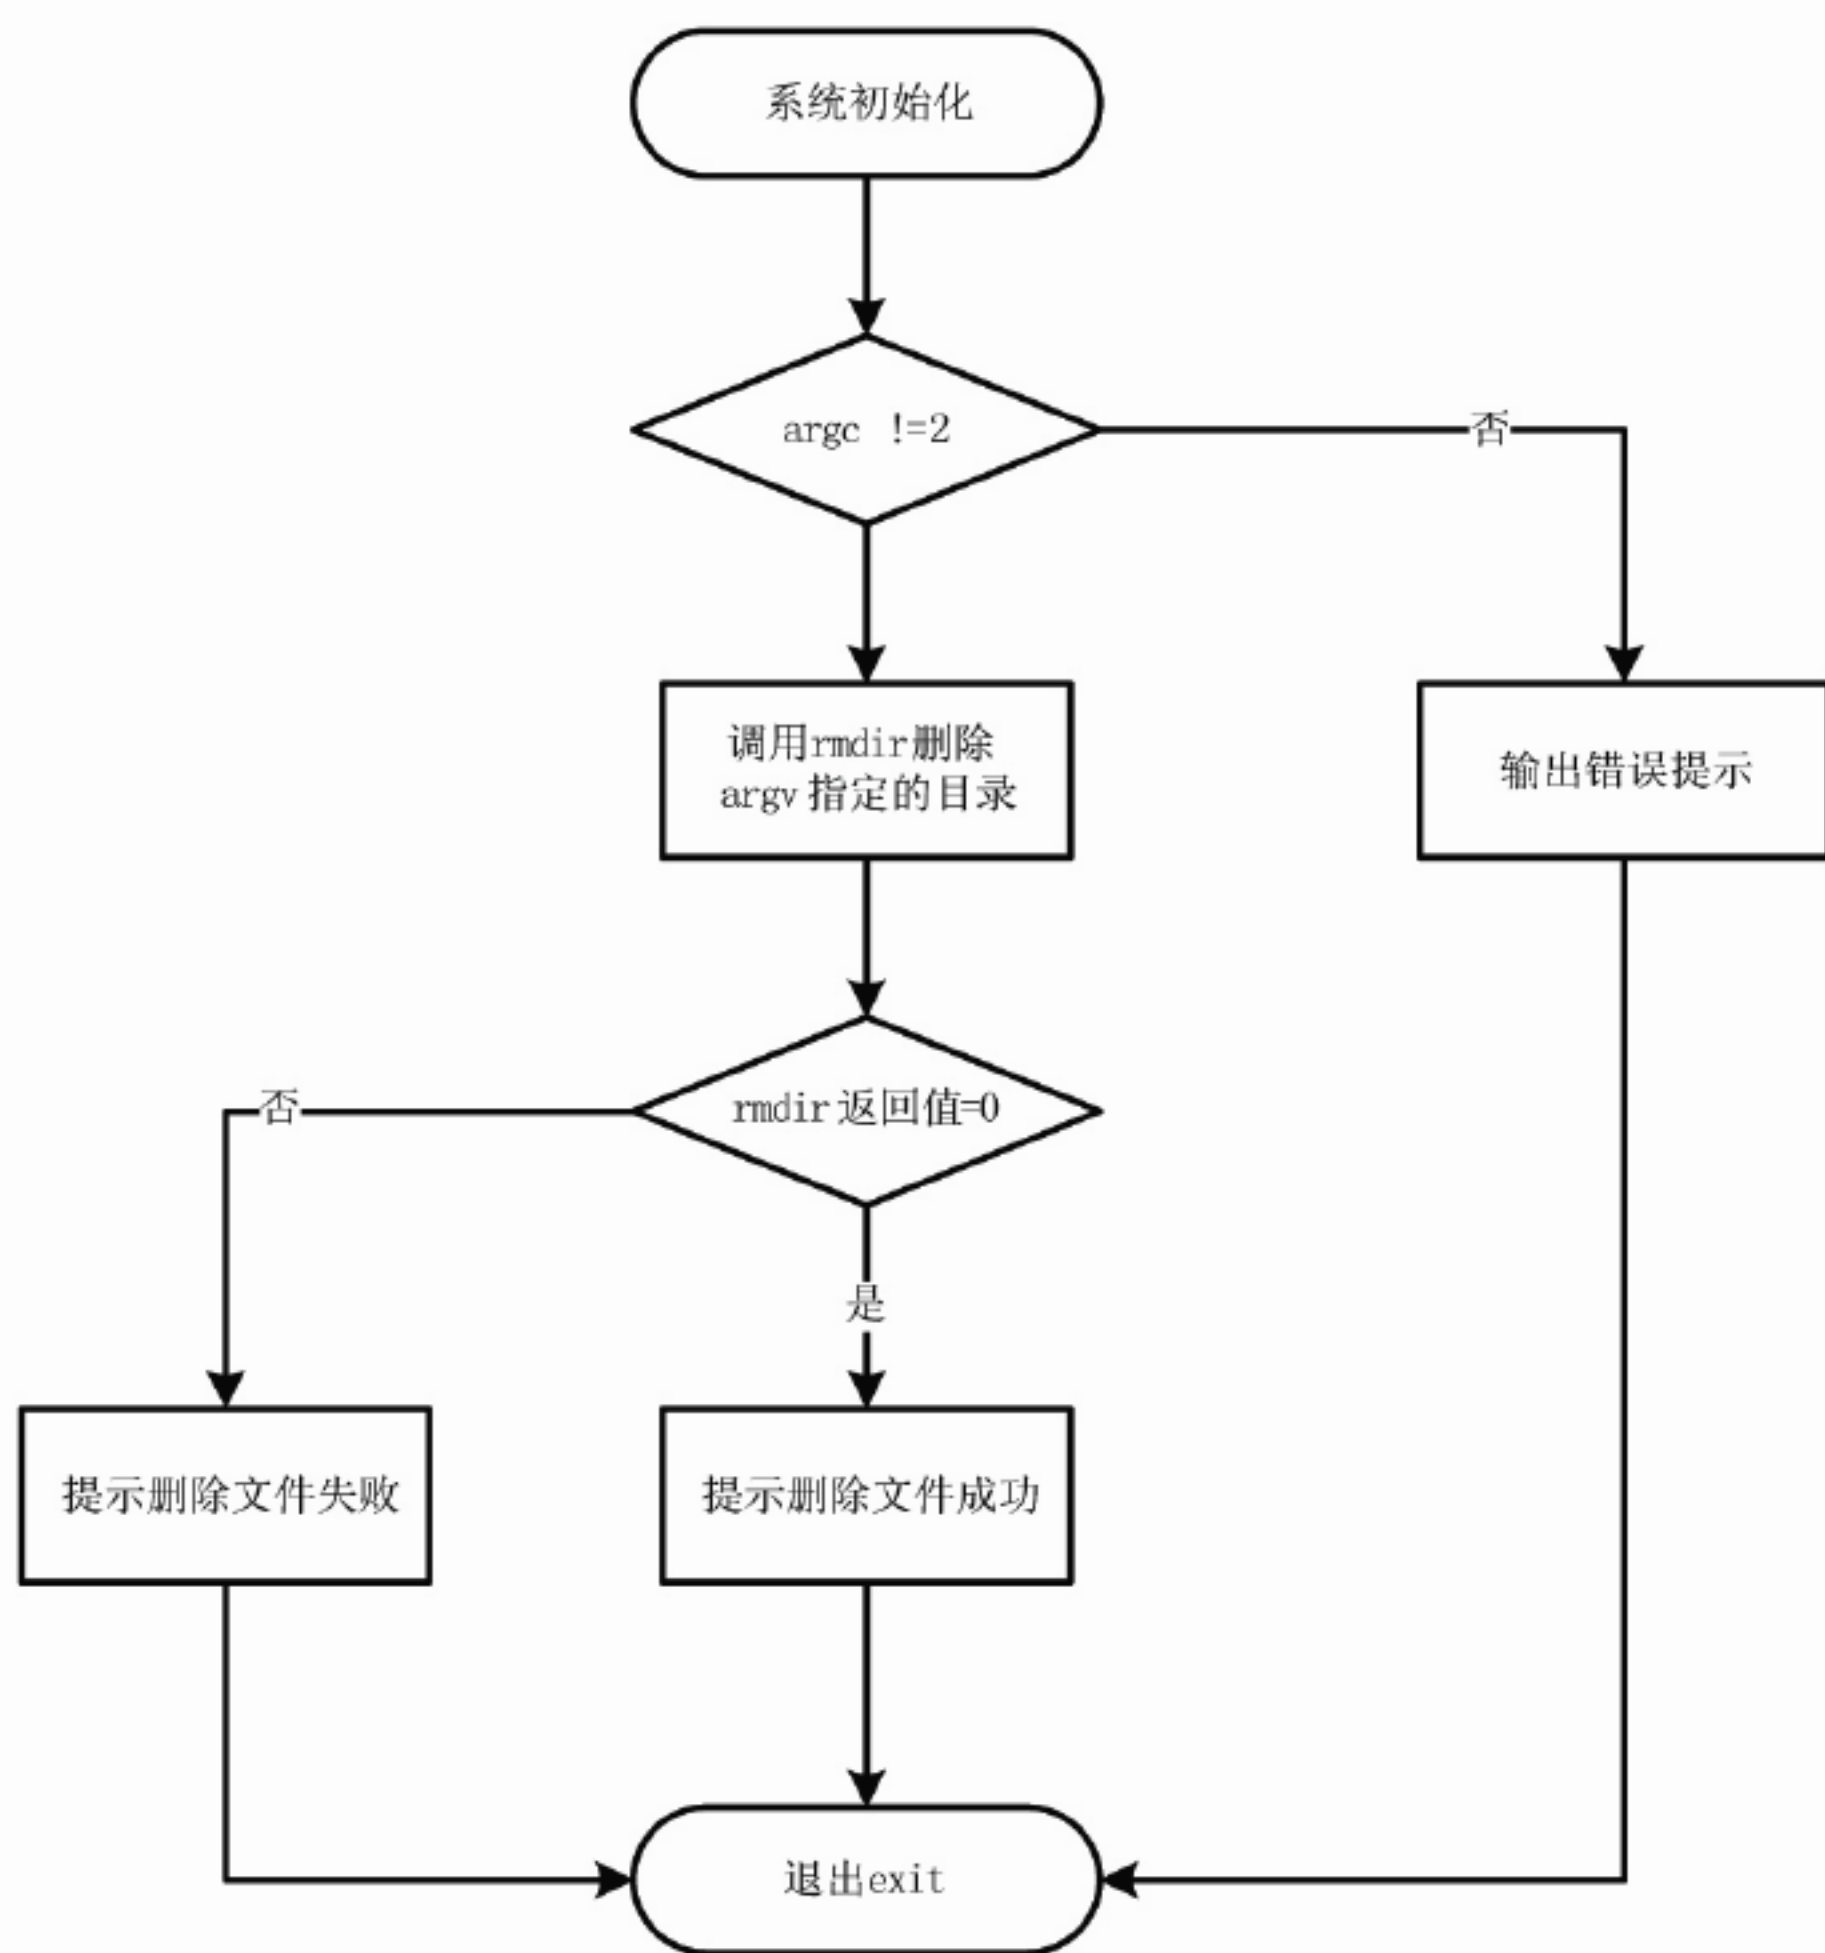 系统初始化
argc !=2
否
调用rmdir删除
argv指定的目录
输出错误提示
rmdir返回值=0
否
是
提示删除文件失败
提示删除文件成功
退出exit